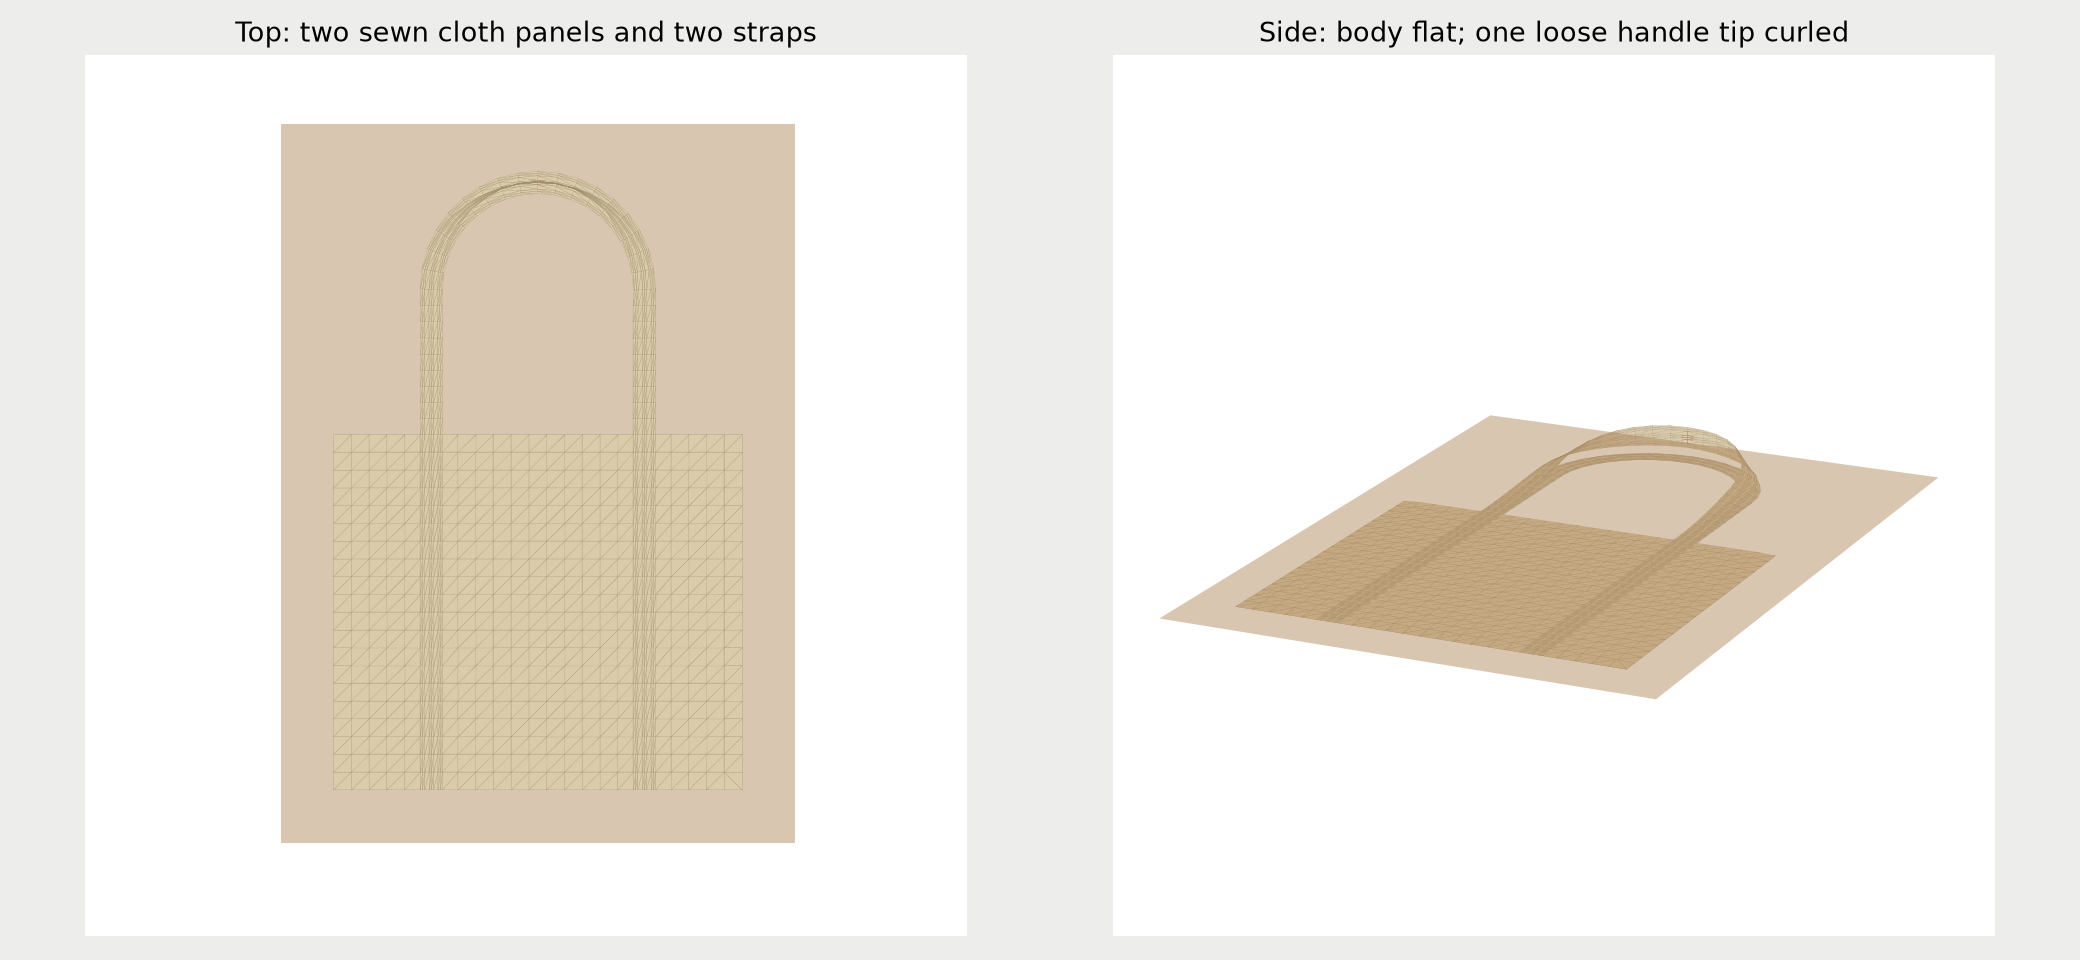 Top: two sewn cloth panels and two straps
Side: body flat; one loose handle tip curled